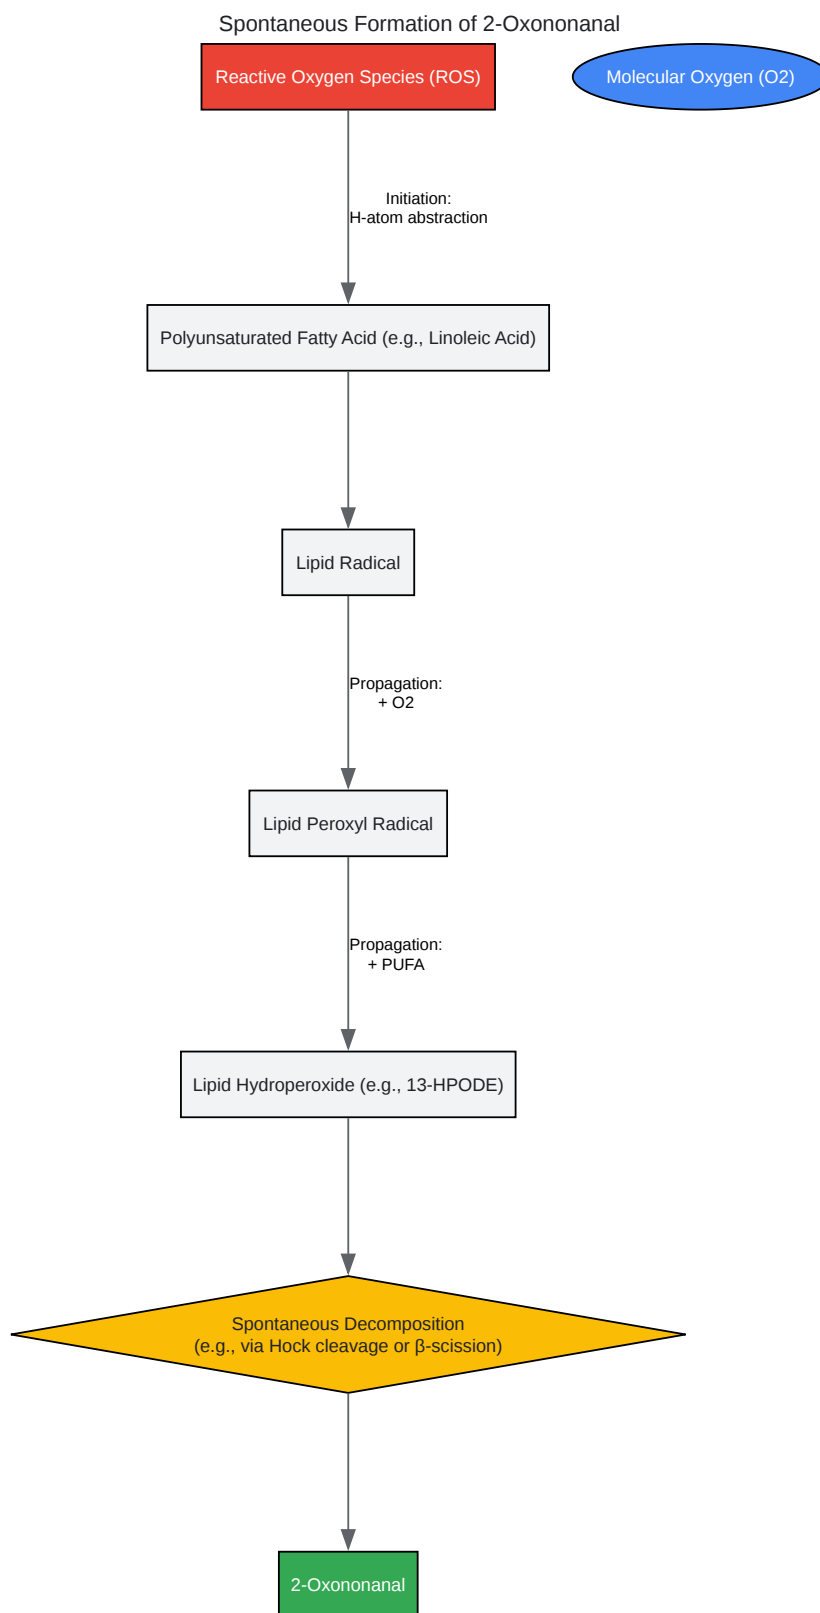 Spontaneous Formation of 2-Oxononanal
Reactive Oxygen Species (ROS)
Molecular Oxygen (O2)
Initiation:
H-atom abstraction
Polyunsaturated Fatty Acid (e.g., Linoleic Acid)
Lipid Radical
Propagation:
+ O2
Lipid Peroxyl Radical
Propagation:
+ PUFA
Lipid Hydroperoxide (e.g., 13-HPODE)
Spontaneous Decomposition
(e.g., via Hock cleavage or β-scission)
2-Oxononanal